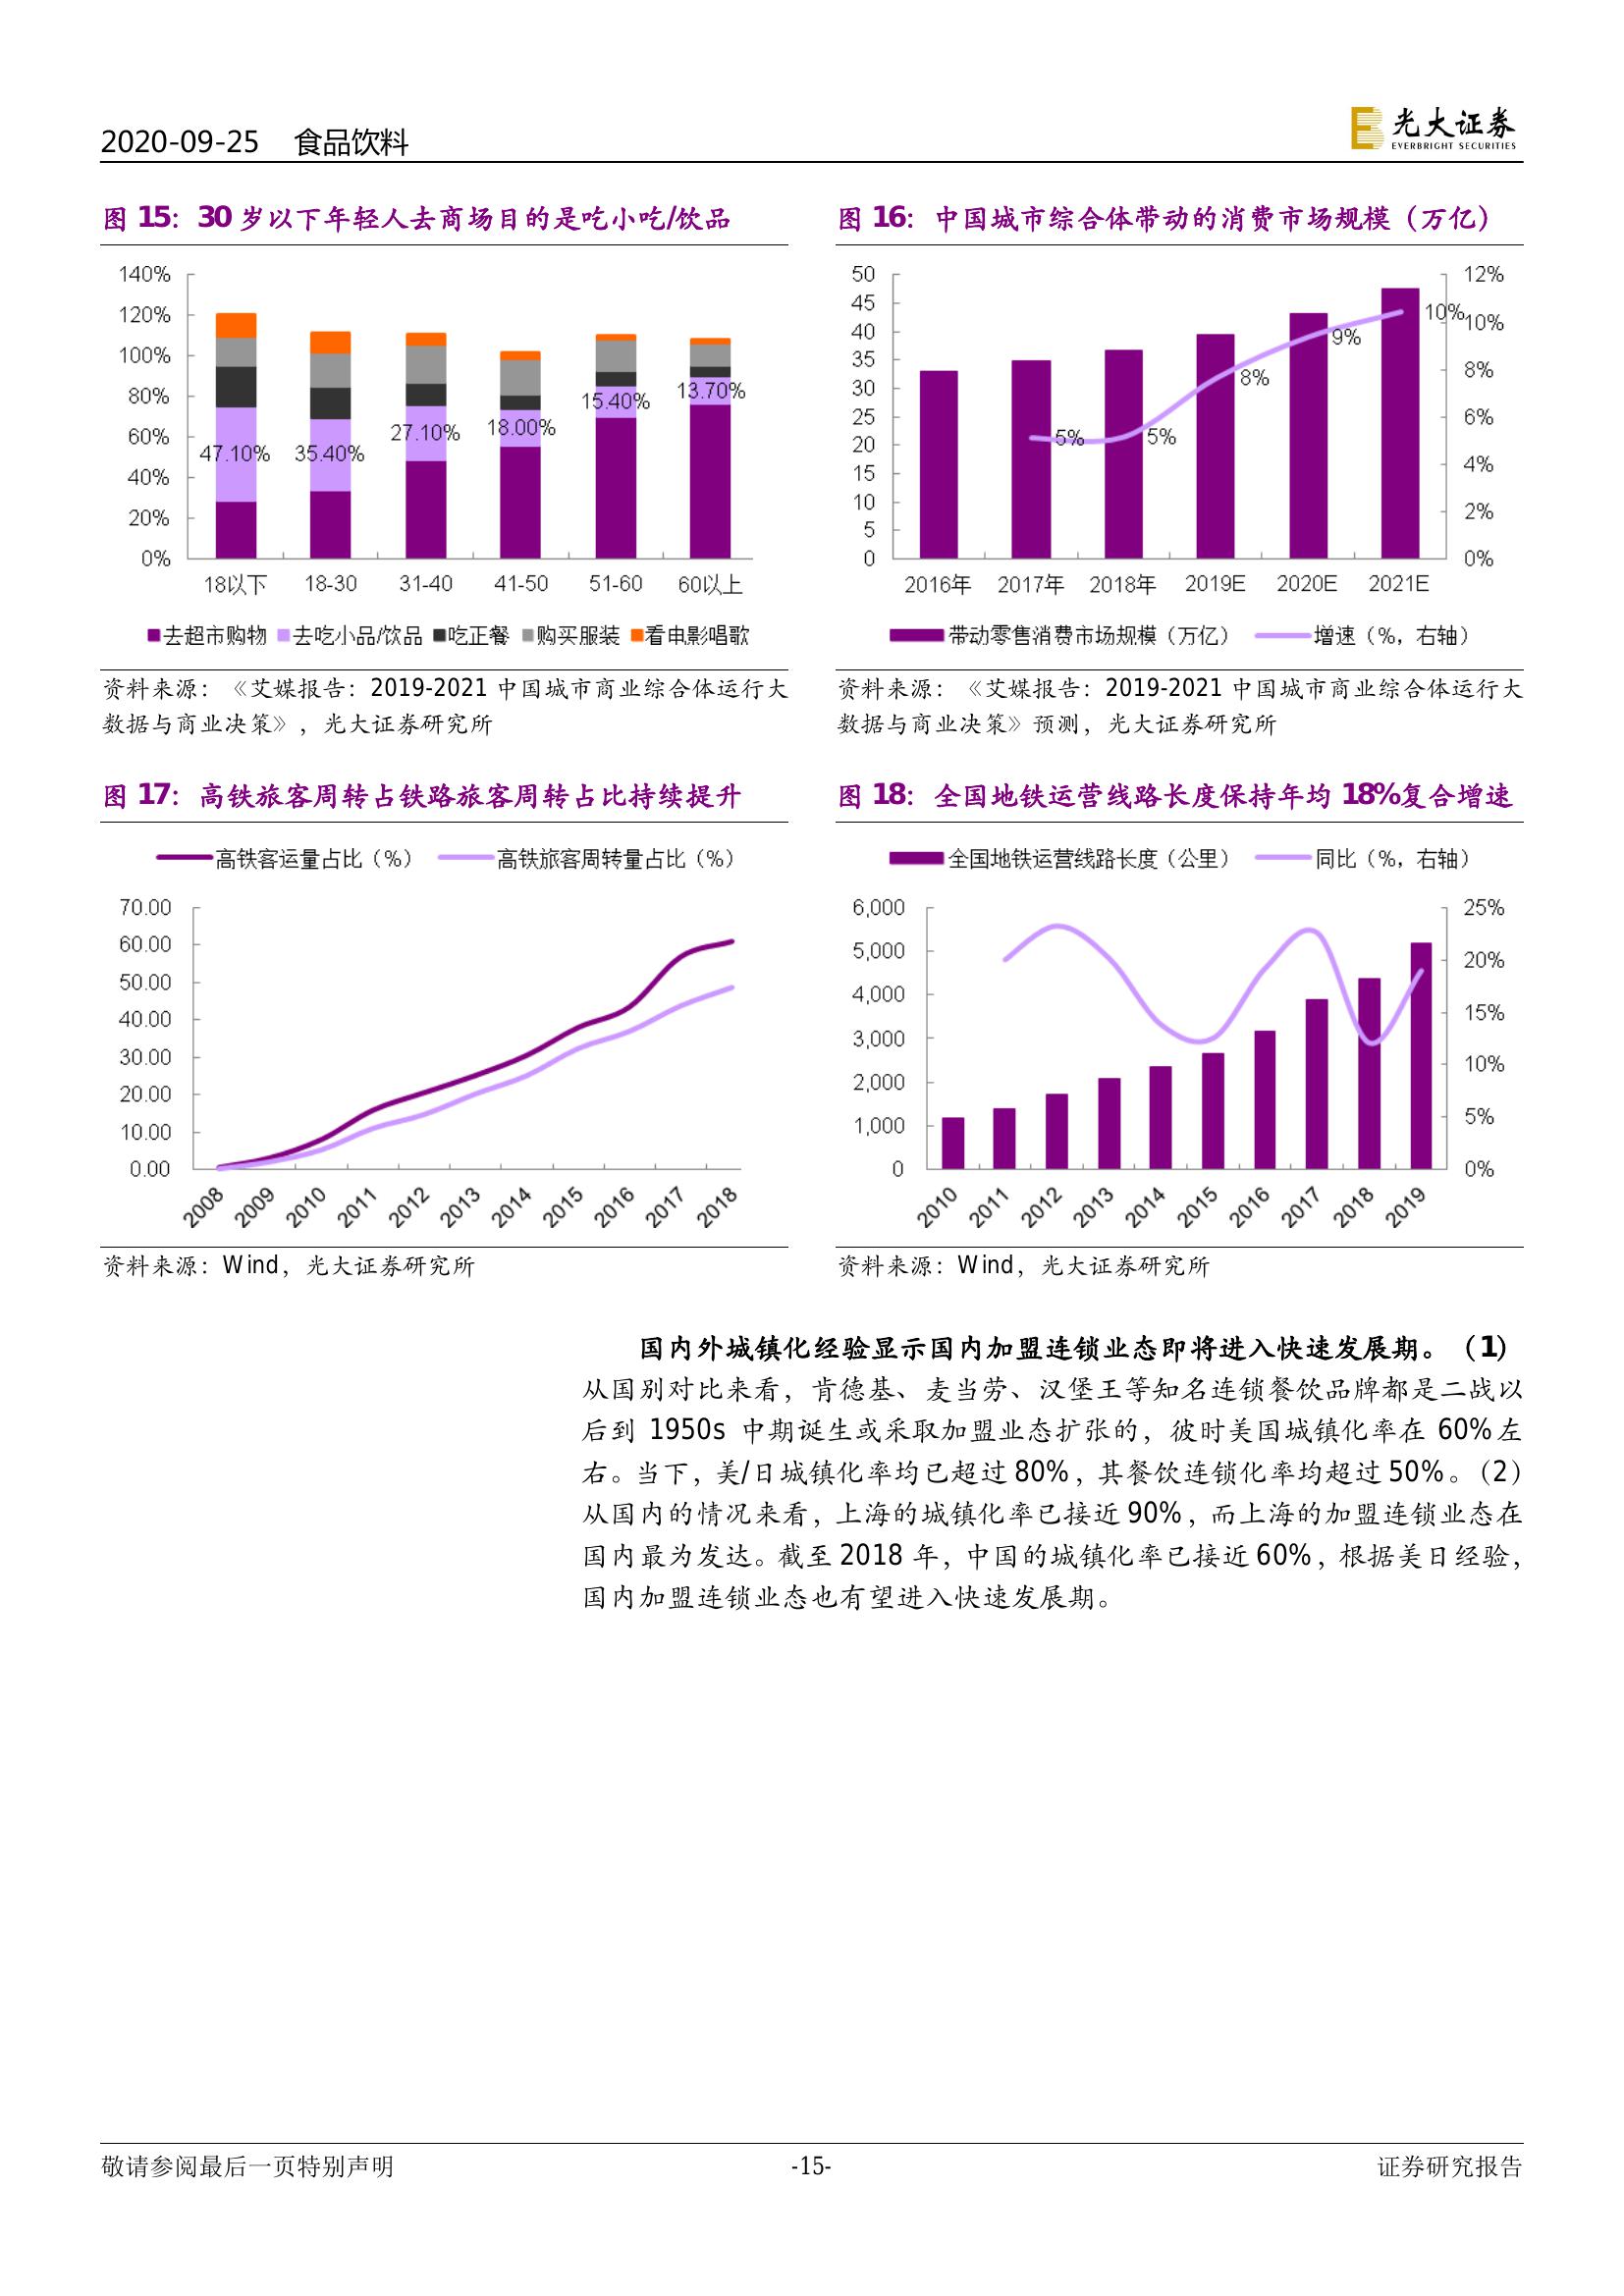 2020-09-25 食品饮料
光大证券
EVERBRIGHT SECURITIES
图 15：30 岁以下年轻人去商场目的是吃小吃/饮品
140%
120%
100%
80%
60%
40%
20%
0%
47.10%
35.40%
27.10%
18.00%
15.40%
13.70%
18以下
18-30
31-40
41-50
51-60
60以上
去超市购物 去吃小品/饮品 吃正餐 购买服装 看电影唱歌
资料来源：《艾媒报告：2019-2021 中国城市商业综合体运行大
数据与商业决策》，光大证券研究所
图 16：中国城市综合体带动的消费市场规模（万亿）
50
45
40
35
30
25
20
15
10
5
0
12%
10%
8%
6%
4%
2%
0%
5%
5%
8%
9%
10%
2016年
2017年
2018年
2019E
2020E
2021E
带动零售消费市场规模（万亿） 增速（%，右轴）
资料来源：《艾媒报告：2019-2021 中国城市商业综合体运行大
数据与商业决策》预测，光大证券研究所
图 17：高铁旅客周转占铁路旅客周转占比持续提升
高铁客运量占比（%） 高铁旅客周转量占比（%）
70.00
60.00
50.00
40.00
30.00
20.00
10.00
0.00
2008
2009
2010
2011
2012
2013
2014
2015
2016
2017
2018
资料来源：Wind，光大证券研究所
图 18：全国地铁运营线路长度保持年均 18%复合增速
全国地铁运营线路长度（公里） 同比（%，右轴）
6,000
5,000
4,000
3,000
2,000
1,000
0
25%
20%
15%
10%
5%
0%
2010
2011
2012
2013
2014
2015
2016
2017
2018
2019
资料来源：Wind，光大证券研究所
国内外城镇化经验显示国内加盟连锁业态即将进入快速发展期。（1）
从国别对比来看，肯德基、麦当劳、汉堡王等知名连锁餐饮品牌都是二战以
后到 1950s 中期诞生或采取加盟业态扩张的，彼时美国城镇化率在 60%左
右。当下，美/日城镇化率均已超过 80%，其餐饮连锁化率均超过 50%。（2）
从国内的情况来看，上海的城镇化率已接近 90%，而上海的加盟连锁业态在
国内最为发达。截至 2018 年，中国的城镇化率已接近 60%，根据美日经验，
国内加盟连锁业态也有望进入快速发展期。
敬请参阅最后一页特别声明
-15-
证券研究报告